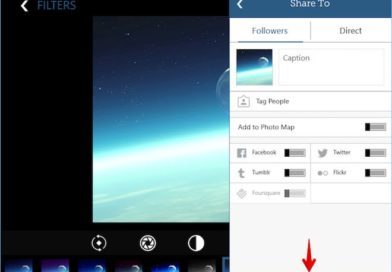 FILTERS
Share To
Followers Direct
Caption
Tag People
Add to Photo Map
Facebook Twitter
Tumblr Flickr
Foursquare